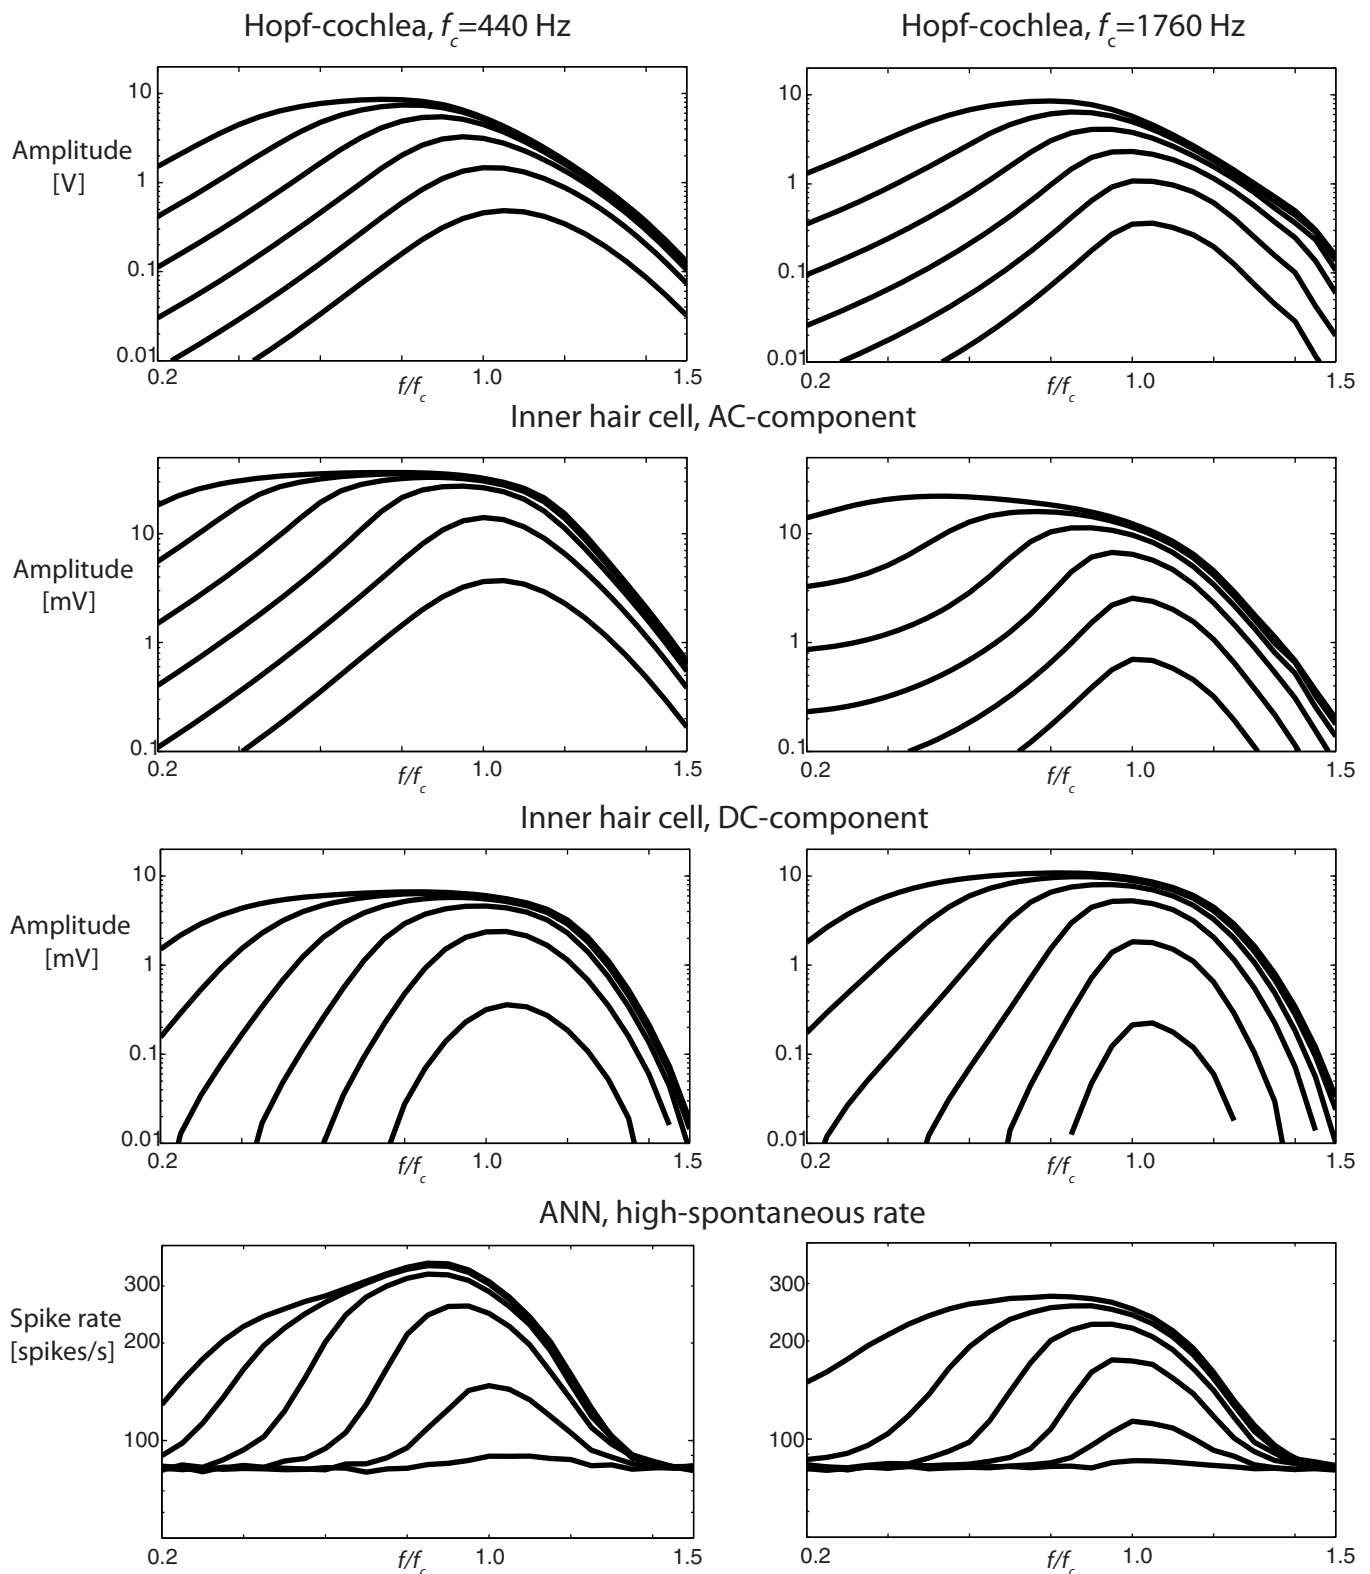 Hopf-cochlea, f_c=440 Hz
Hopf-cochlea, f_c=1760 Hz
Amplitude
[V]
10
1
0.1
0.01
0.2
f/f_c
1.0
1.5
10
1
0.1
0.01
0.2
f/f_c
1.0
1.5
Inner hair cell, AC-component
Amplitude
[mV]
10
1
0.1
0.2
f/f_c
1.0
1.5
10
1
0.1
0.2
f/f_c
1.0
1.5
Inner hair cell, DC-component
Amplitude
[mV]
10
1
0.1
0.01
0.2
f/f_c
1.0
1.5
10
1
0.1
0.01
0.2
f/f_c
1.0
1.5
ANN, high-spontaneous rate
Spike rate
[spikes/s]
300
200
100
0.2
f/f_c
1.0
1.5
300
200
100
0.2
f/f_c
1.0
1.5